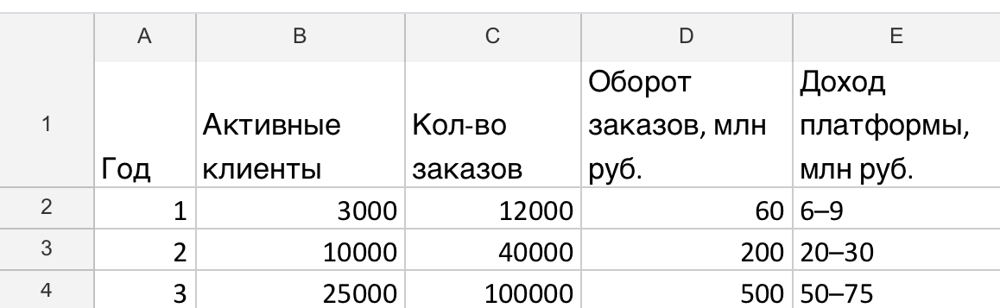 A B C D E
1 Год Активные клиенты Кол-во заказов Оборот заказов, млн руб. Доход платформы, млн руб.
2 1 3000 12000 60 6–9
3 2 10000 40000 200 20–30
4 3 25000 100000 500 50–75